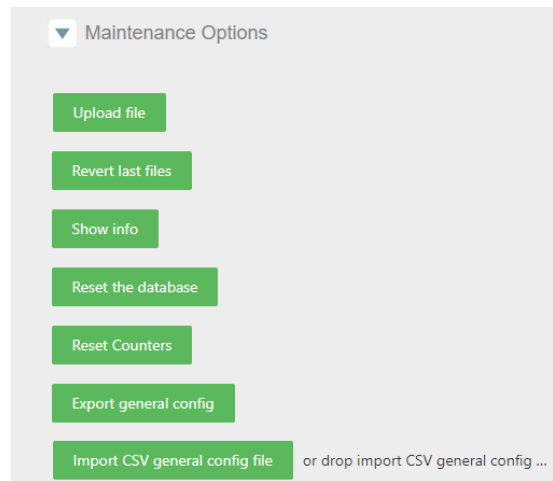 Maintenance Options
Upload file
Revert last files
Show info
Reset the database
Reset Counters
Export general config
Import CSV general config file or drop import CSV general config ...